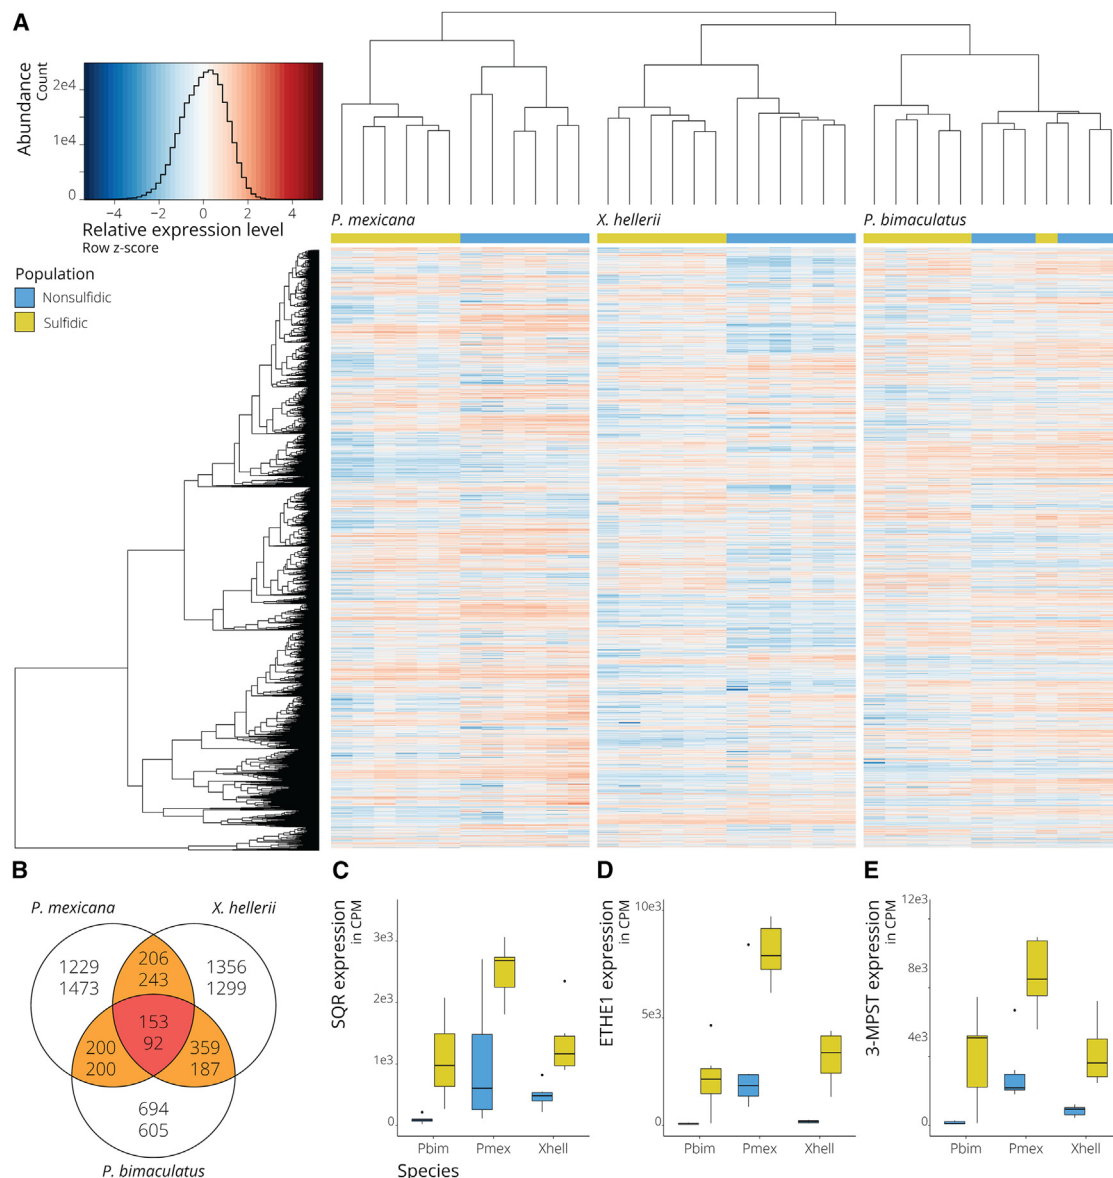 A
Abundance
Count
2e4
1e4
0
−4 −2 0 2 4
Relative expression level
Row z-score
Population
Nonsulfidic
Sulfidic
P. mexicana
X. hellerii
P. bimaculatus
B
P. mexicana
X. hellerii
1229
1473
206
243
1356
1299
153
92
200
200
359
187
694
605
P. bimaculatus
C
SQR expression
in CPM
3e3
2e3
1e3
0
Pbim Pmex Xhell
Species
D
ETHE1 expression
in CPM
10e3
5e3
0
Pbim Pmex Xhell
E
3-MPST expression
in CPM
12e3
8e3
4e3
0
Pbim Pmex Xhell